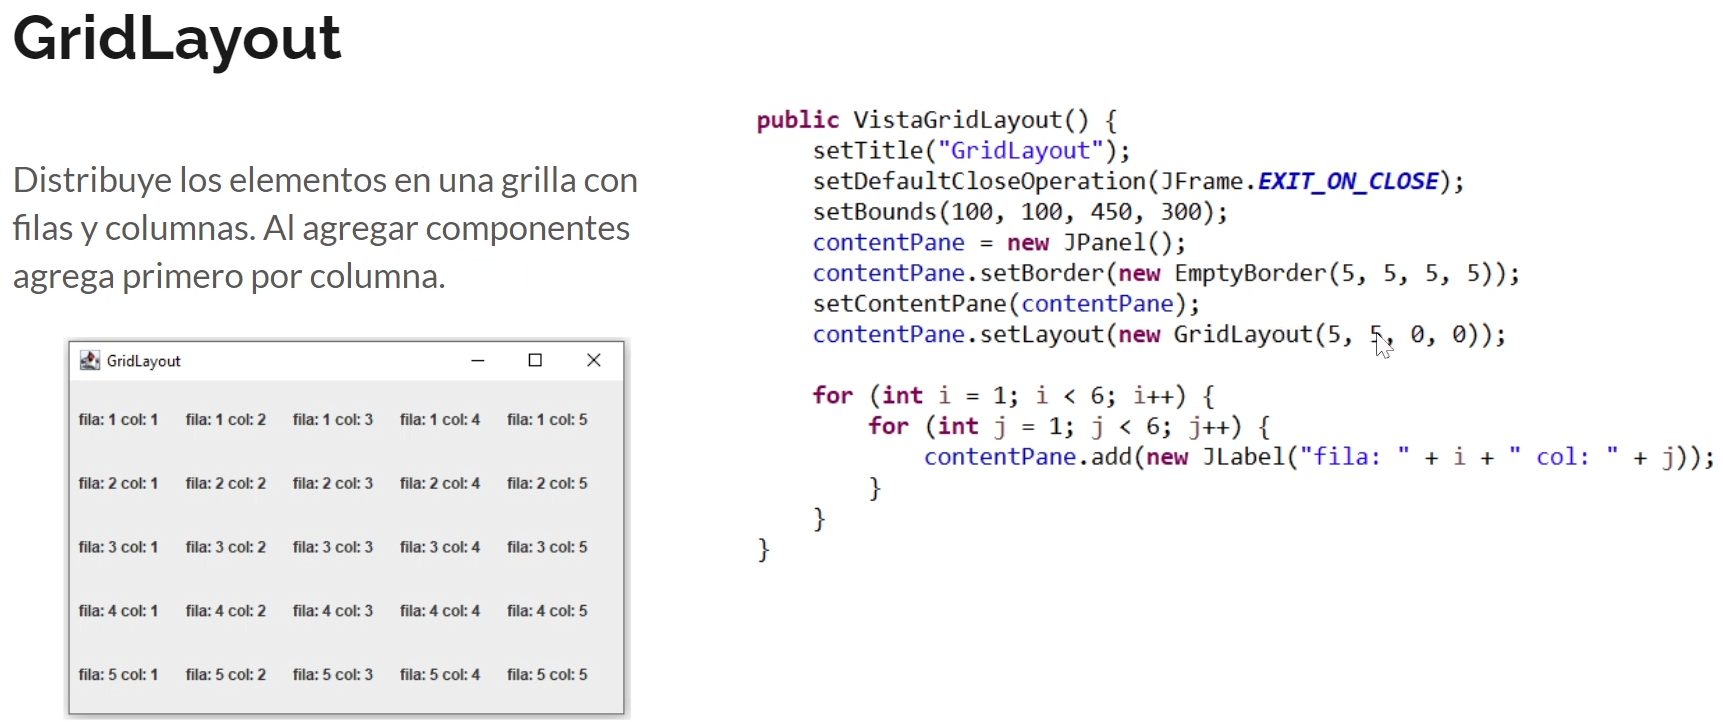 GridLayout
Distribuye los elementos en una grilla con
filas y columnas. Al agregar componentes
agrega primero por columna.
GridLayout
fila: 1 col: 1 fila: 1 col: 2 fila: 1 col: 3 fila: 1 col: 4 fila: 1 col: 5
fila: 2 col: 1 fila: 2 col: 2 fila: 2 col: 3 fila: 2 col: 4 fila: 2 col: 5
fila: 3 col: 1 fila: 3 col: 2 fila: 3 col: 3 fila: 3 col: 4 fila: 3 col: 5
fila: 4 col: 1 fila: 4 col: 2 fila: 4 col: 3 fila: 4 col: 4 fila: 4 col: 5
fila: 5 col: 1 fila: 5 col: 2 fila: 5 col: 3 fila: 5 col: 4 fila: 5 col: 5
public VistaGridLayout() {
    setTitle("GridLayout");
    setDefaultCloseOperation(JFrame.EXIT_ON_CLOSE);
    setBounds(100, 100, 450, 300);
    contentPane = new JPanel();
    contentPane.setBorder(new EmptyBorder(5, 5, 5, 5));
    setContentPane(contentPane);
    contentPane.setLayout(new GridLayout(5, 5, 0, 0));
    for (int i = 1; i < 6; i++) {
        for (int j = 1; j < 6; j++) {
            contentPane.add(new JLabel("fila: " + i + " col: " + j));
        }
    }
}